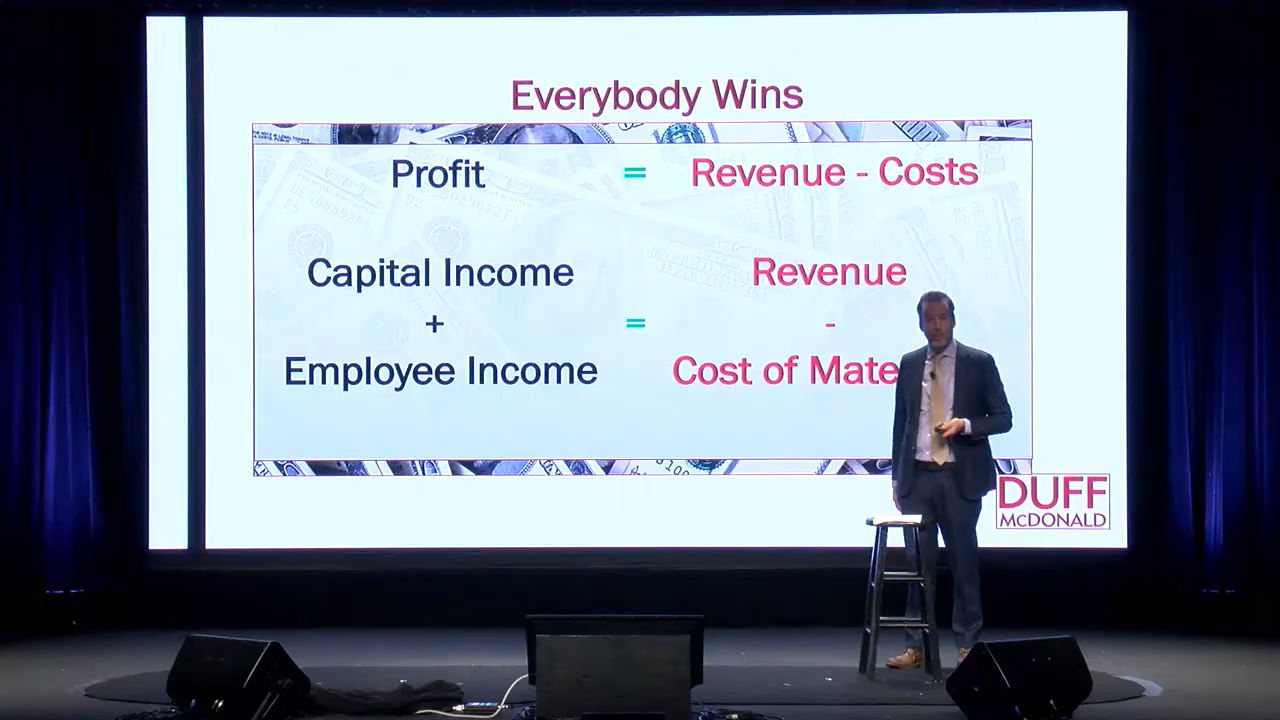 Everybody Wins
Profit = Revenue - Costs
Capital Income Revenue
+ = -
Employee Income Cost of Mate
DUFF
McDONALD